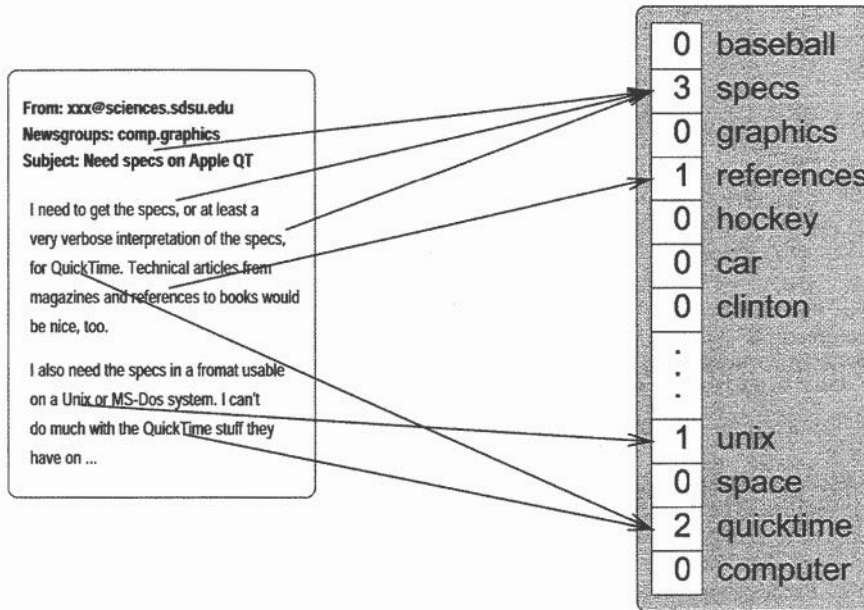 From: xxx@sciences.sdsu.edu
Newsgroups: comp.graphics
Subject: Need specs on Apple QT
I need to get the specs, or at least a
very verbose interpretation of the specs,
for QuickTime. Technical articles from
magazines and references to books would
be nice, too.
I also need the specs in a fromat usable
on a Unix or MS-Dos system. I can't
do much with the QuickTime stuff they
have on ...
0 baseball
3 specs
0 graphics
1 references
0 hockey
0 car
0 clinton
.
.
.
1 unix
0 space
2 quicktime
0 computer